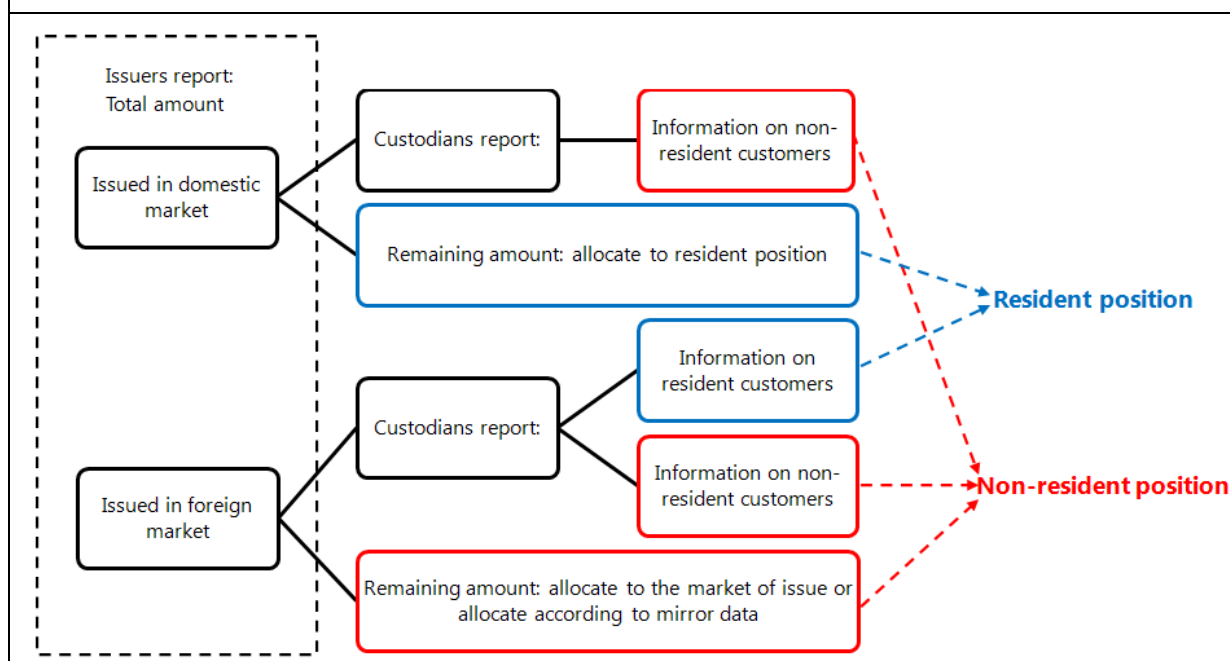 Issuers report:
Total amount
Issued in domestic
market
Custodians report:
Information on non-
resident customers
Remaining amount: allocate to resident position
Resident position
Information on
resident customers
Custodians report:
Information on non-
resident customers
Non-resident position
Issued in foreign
market
Remaining amount: allocate to the market of issue or
allocate according to mirror data